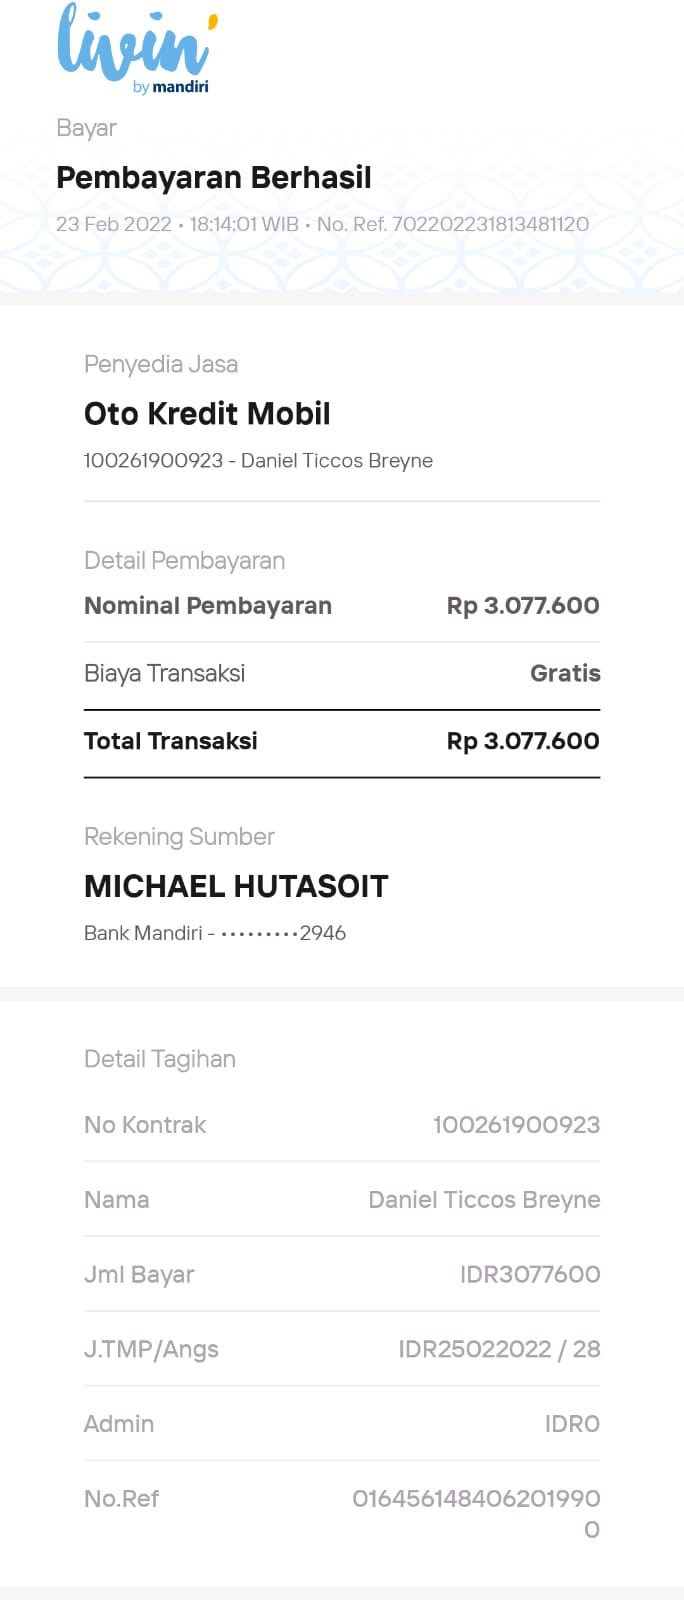 livin'
by mandiri
Bayar
Pembayaran Berhasil
23 Feb 2022 • 18:14:01 WIB • No. Ref. 702202231813481120
Penyedia Jasa
Oto Kredit Mobil
100261900923 - Daniel Ticcos Breyne
Detail Pembayaran
Nominal Pembayaran Rp 3.077.600
Biaya Transaksi Gratis
Total Transaksi Rp 3.077.600
Rekening Sumber
MICHAEL HUTASOIT
Bank Mandiri - •••••••••2946
Detail Tagihan
No Kontrak 100261900923
Nama Daniel Ticcos Breyne
Jml Bayar IDR3077600
J.TMP/Angs IDR25022022 / 28
Admin IDR0
No.Ref 016456148406201990
0